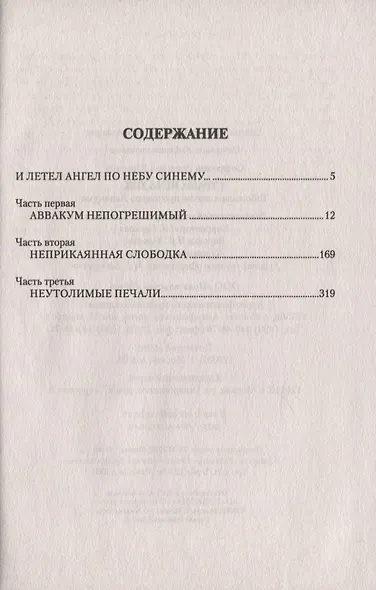 СОДЕРЖАНИЕ
И ЛЕТЕЛ АНГЕЛ ПО НЕБУ СИНЕМУ... 5
Часть первая
АВВАКУМ НЕПОГРЕШИМЫЙ 12
Часть вторая
НЕПРИКАЯННАЯ СЛОБОДКА 169
Часть третья
НЕУТОЛИМЫЕ ПЕЧАЛИ 319